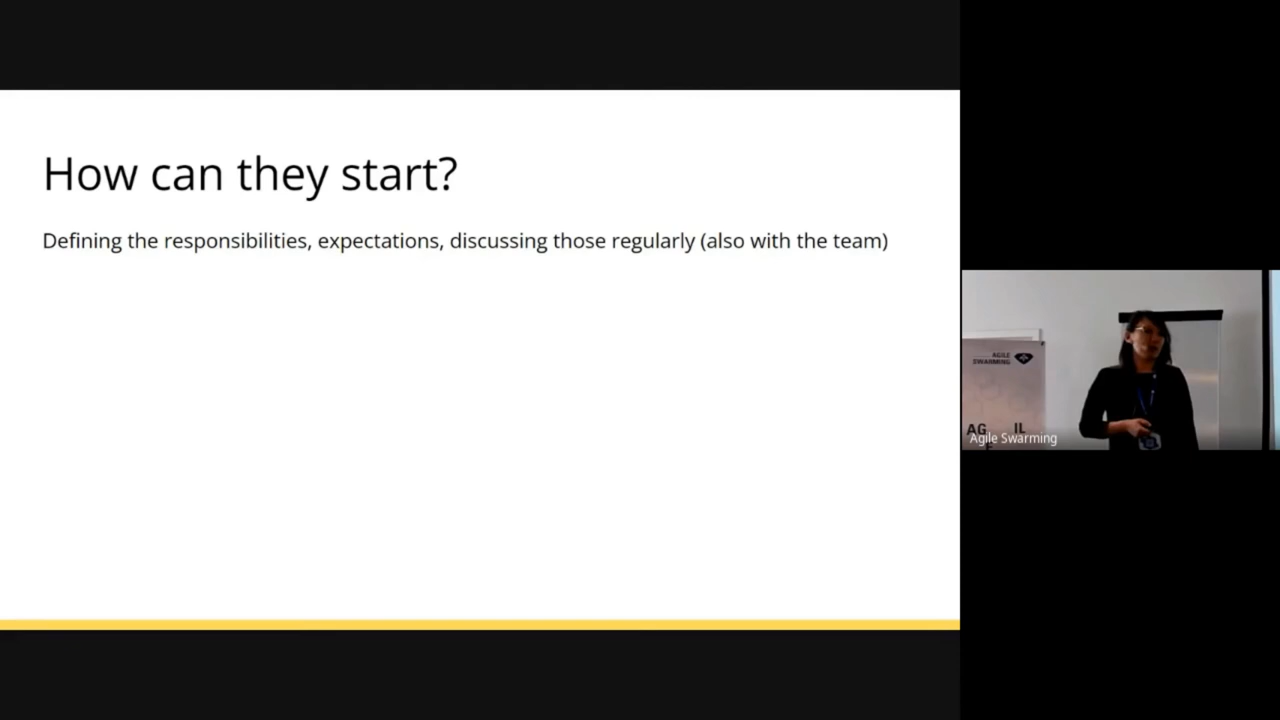 How can they start?
Defining the responsibilities, expectations, discussing those regularly (also with the team)
AGILE
SWARMING
AG IL
E
Agile Swarming